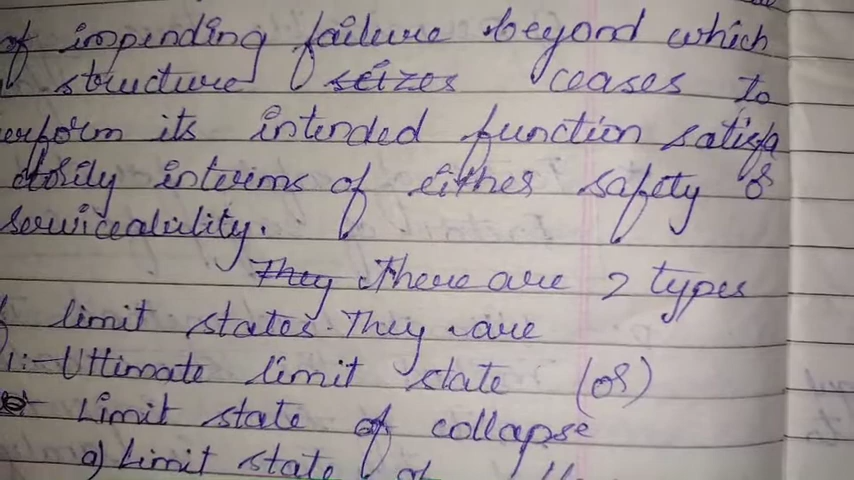 of impending failure beyond which
structure seizes ceases to
erform its intended function satisfa
ctorily interms of either safety or
serviceability.
They There are 2 types
limit states. They are
1:- Ultimate limit state (or)
Limit state of collapse
a) Limit state of